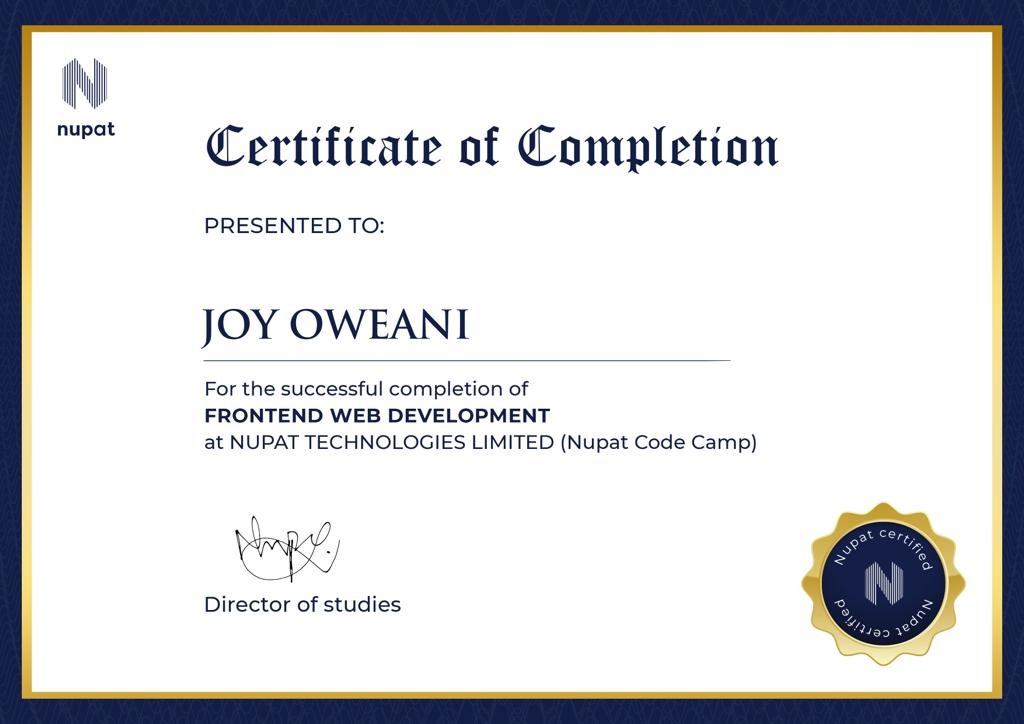 nupat
Certificate of Completion
PRESENTED TO:
JOY OWEANI
For the successful completion of
FRONTEND WEB DEVELOPMENT
at NUPAT TECHNOLOGIES LIMITED (Nupat Code Camp)
Director of studies
Nupat certified
Nupat certified